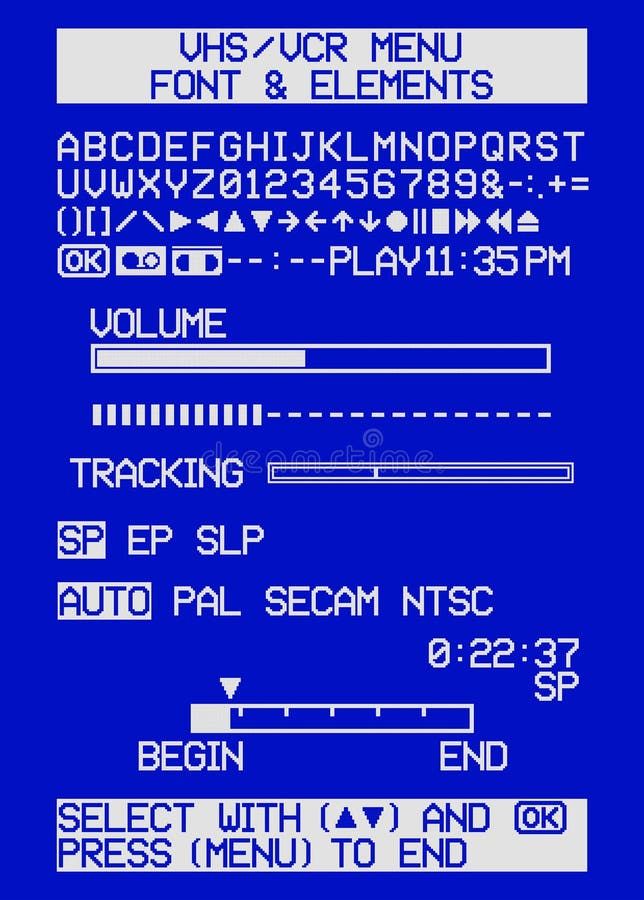 VHS/VCR MENU
FONT & ELEMENTS
ABCDEFGHIJKLMNOPQRST
UVWXYZ0123456789&-:.,+=
()[]/\▶◀▲▼→←↑↓●⏸■⏩⏪⏏
OK --:--PLAY11:35PM
VOLUME
TRACKING
dreamstime.
SP EP SLP
AUTO PAL SECAM NTSC
0:22:37
SP
▼
BEGIN END
SELECT WITH (▲▼) AND OK
PRESS (MENU) TO END